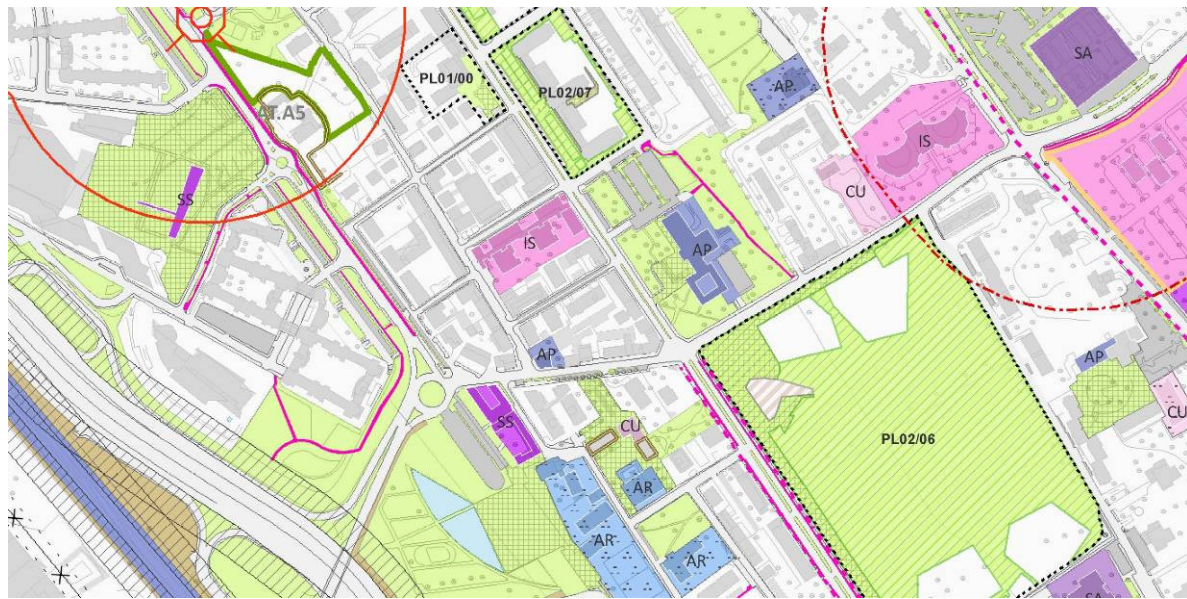 SA
PL01/00
PL02/07
AP
AT.A5
IS
CU
SS
IS
AP
AP
AP
CU
SS
CU
PL02/06
AR
AR
AR
SA